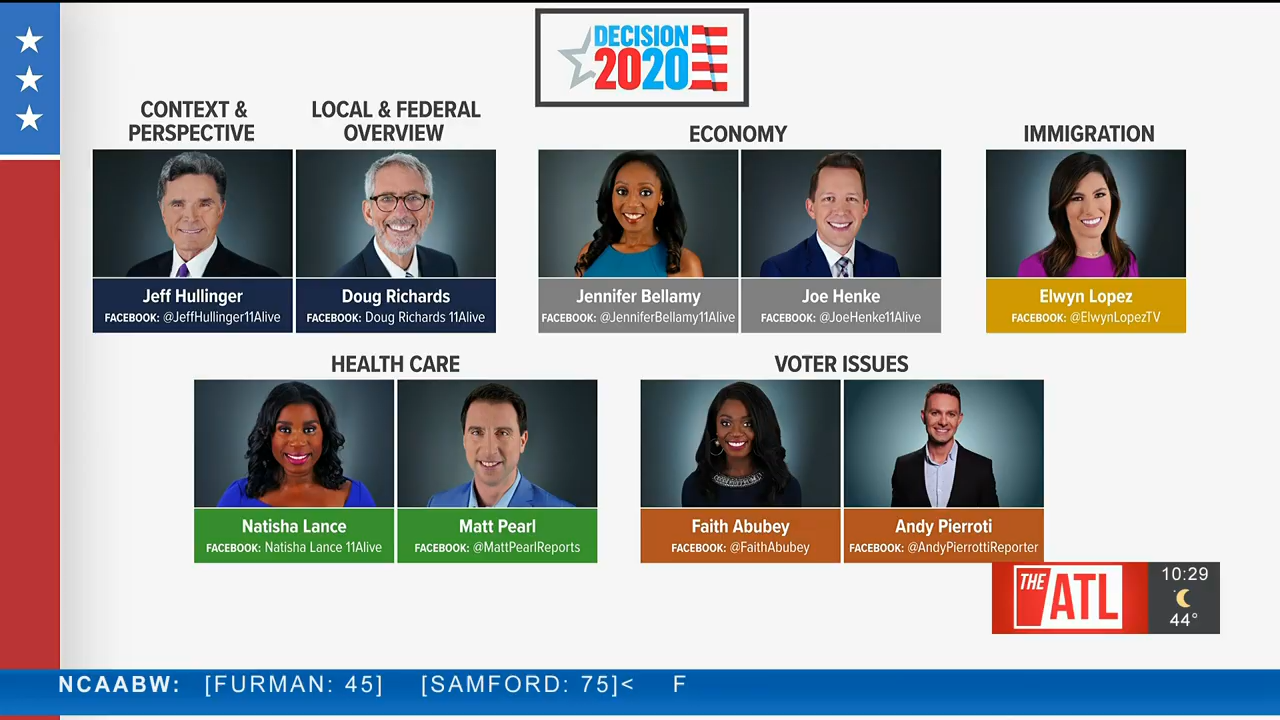 DECISION
2020
CONTEXT &
PERSPECTIVE
LOCAL & FEDERAL
OVERVIEW
ECONOMY
IMMIGRATION
Jeff Hullinger
FACEBOOK: @JeffHullinger11Alive
Doug Richards
FACEBOOK: Doug Richards 11Alive
Jennifer Bellamy
FACEBOOK: @JenniferBellamy11Alive
Joe Henke
FACEBOOK: @JoeHenke11Alive
Elwyn Lopez
FACEBOOK: @ElwynLopezTV
HEALTH CARE
VOTER ISSUES
Natisha Lance
FACEBOOK: Natisha Lance 11Alive
Matt Pearl
FACEBOOK: @MattPearlReports
Faith Abubey
FACEBOOK: @FaithAbubey
Andy Pierroti
FACEBOOK: @AndyPierrottiReporter
THE ATL
10:29
44°
NCAABW: [FURMAN: 45] [SAMFORD: 75]< F